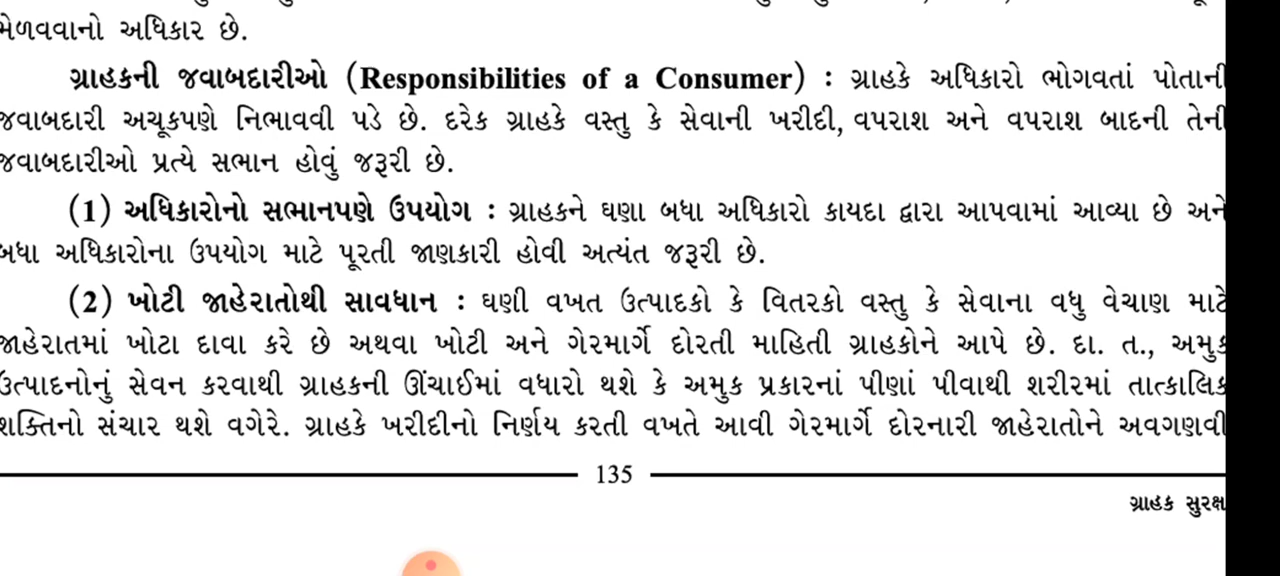 મેળવવાનો અધિકાર છે.
ગ્રાહકની જવાબદારીઓ (Responsibilities of a Consumer) : ગ્રાહકે અધિકારો ભોગવતાં પોતાની
જવાબદારી અચૂકપણે નિભાવવી પડે છે. દરેક ગ્રાહકે વસ્તુ કે સેવાની ખરીદી, વપરાશ અને વપરાશ બાદની તેની
જવાબદારીઓ પ્રત્યે સભાન હોવું જરૂરી છે.
(1) અધિકારોનો સભાનપણે ઉપયોગ : ગ્રાહકને ઘણા બધા અધિકારો કાયદા દ્વારા આપવામાં આવ્યા છે અને
બધા અધિકારોના ઉપયોગ માટે પૂરતી જાણકારી હોવી અત્યંત જરૂરી છે.
(2) ખોટી જાહેરાતોથી સાવધાન : ઘણી વખત ઉત્પાદકો કે વિતરકો વસ્તુ કે સેવાના વધુ વેચાણ માટે
જાહેરાતમાં ખોટા દાવા કરે છે અથવા ખોટી અને ગેરમાર્ગે દોરતી માહિતી ગ્રાહકોને આપે છે. દા. ત., અમુક
ઉત્પાદનોનું સેવન કરવાથી ગ્રાહકની ઊંચાઈમાં વધારો થશે કે અમુક પ્રકારનાં પીણાં પીવાથી શરીરમાં તાત્કાલિક
શક્તિનો સંચાર થશે વગેરે. ગ્રાહકે ખરીદીનો નિર્ણય કરતી વખતે આવી ગેરમાર્ગે દોરનારી જાહેરાતોને અવગણવી
135
ગ્રાહક સુરક્ષ